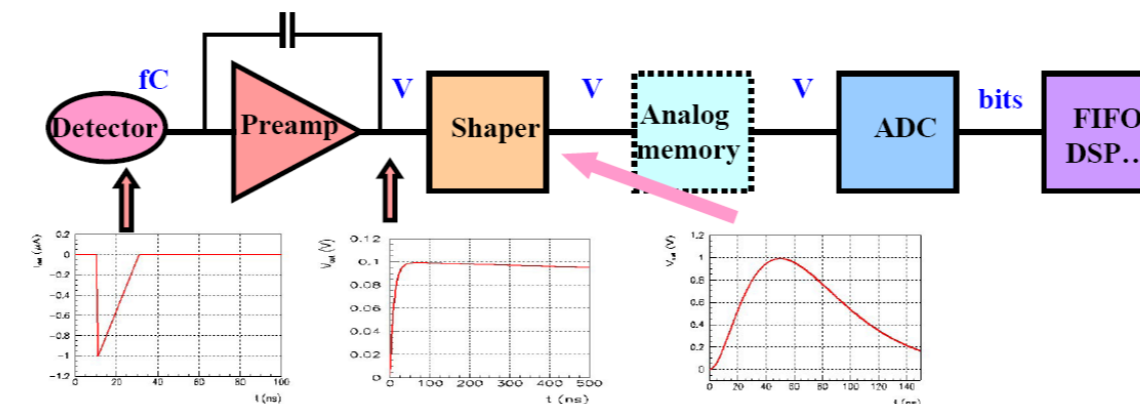 fC
V
V
V
bits
Detector
Preamp
Shaper
Analog
memory
ADC
FIFO
DSP...
0.2
0
-0.2
-0.4
-0.6
-0.8
-1
-1.2
0 20 40 60 80 100
t (ns)
0.12
0.1
0.08
0.06
0.04
0.02
0
0 100 200 300 400 500
t (ns)
V_out (V)
1.2
1
0.8
0.6
0.4
0.2
0
0 20 40 60 80 100 120 140
t (ns)
V_out (V)